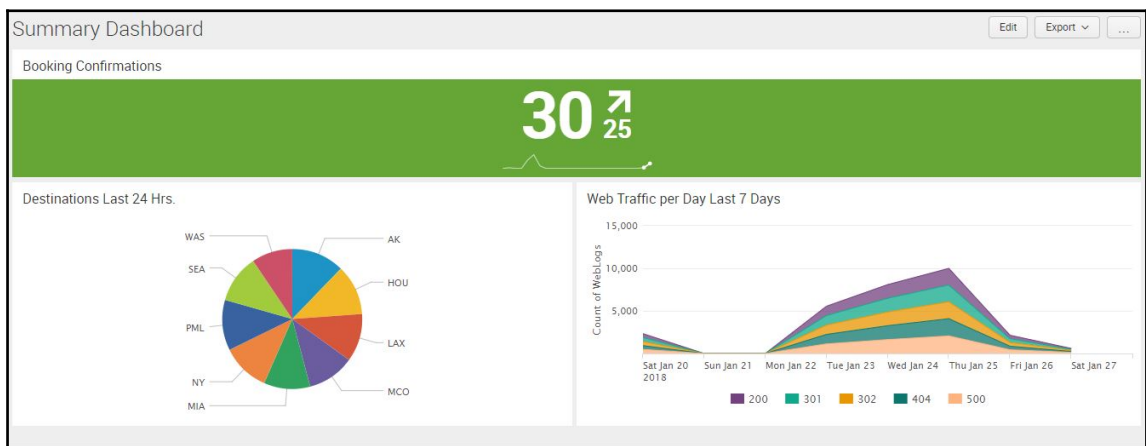 Summary Dashboard
Edit
Export
...
Booking Confirmations
30
25
Destinations Last 24 Hrs.
WAS
AK
SEA
HOU
PML
LAX
NY
MCO
MIA
Web Traffic per Day Last 7 Days
Count of WebLogs
15,000
10,000
5,000
Sat Jan 20 Sun Jan 21 Mon Jan 22 Tue Jan 23 Wed Jan 24 Thu Jan 25 Fri Jan 26 Sat Jan 27
2018
200 301 302 404 500